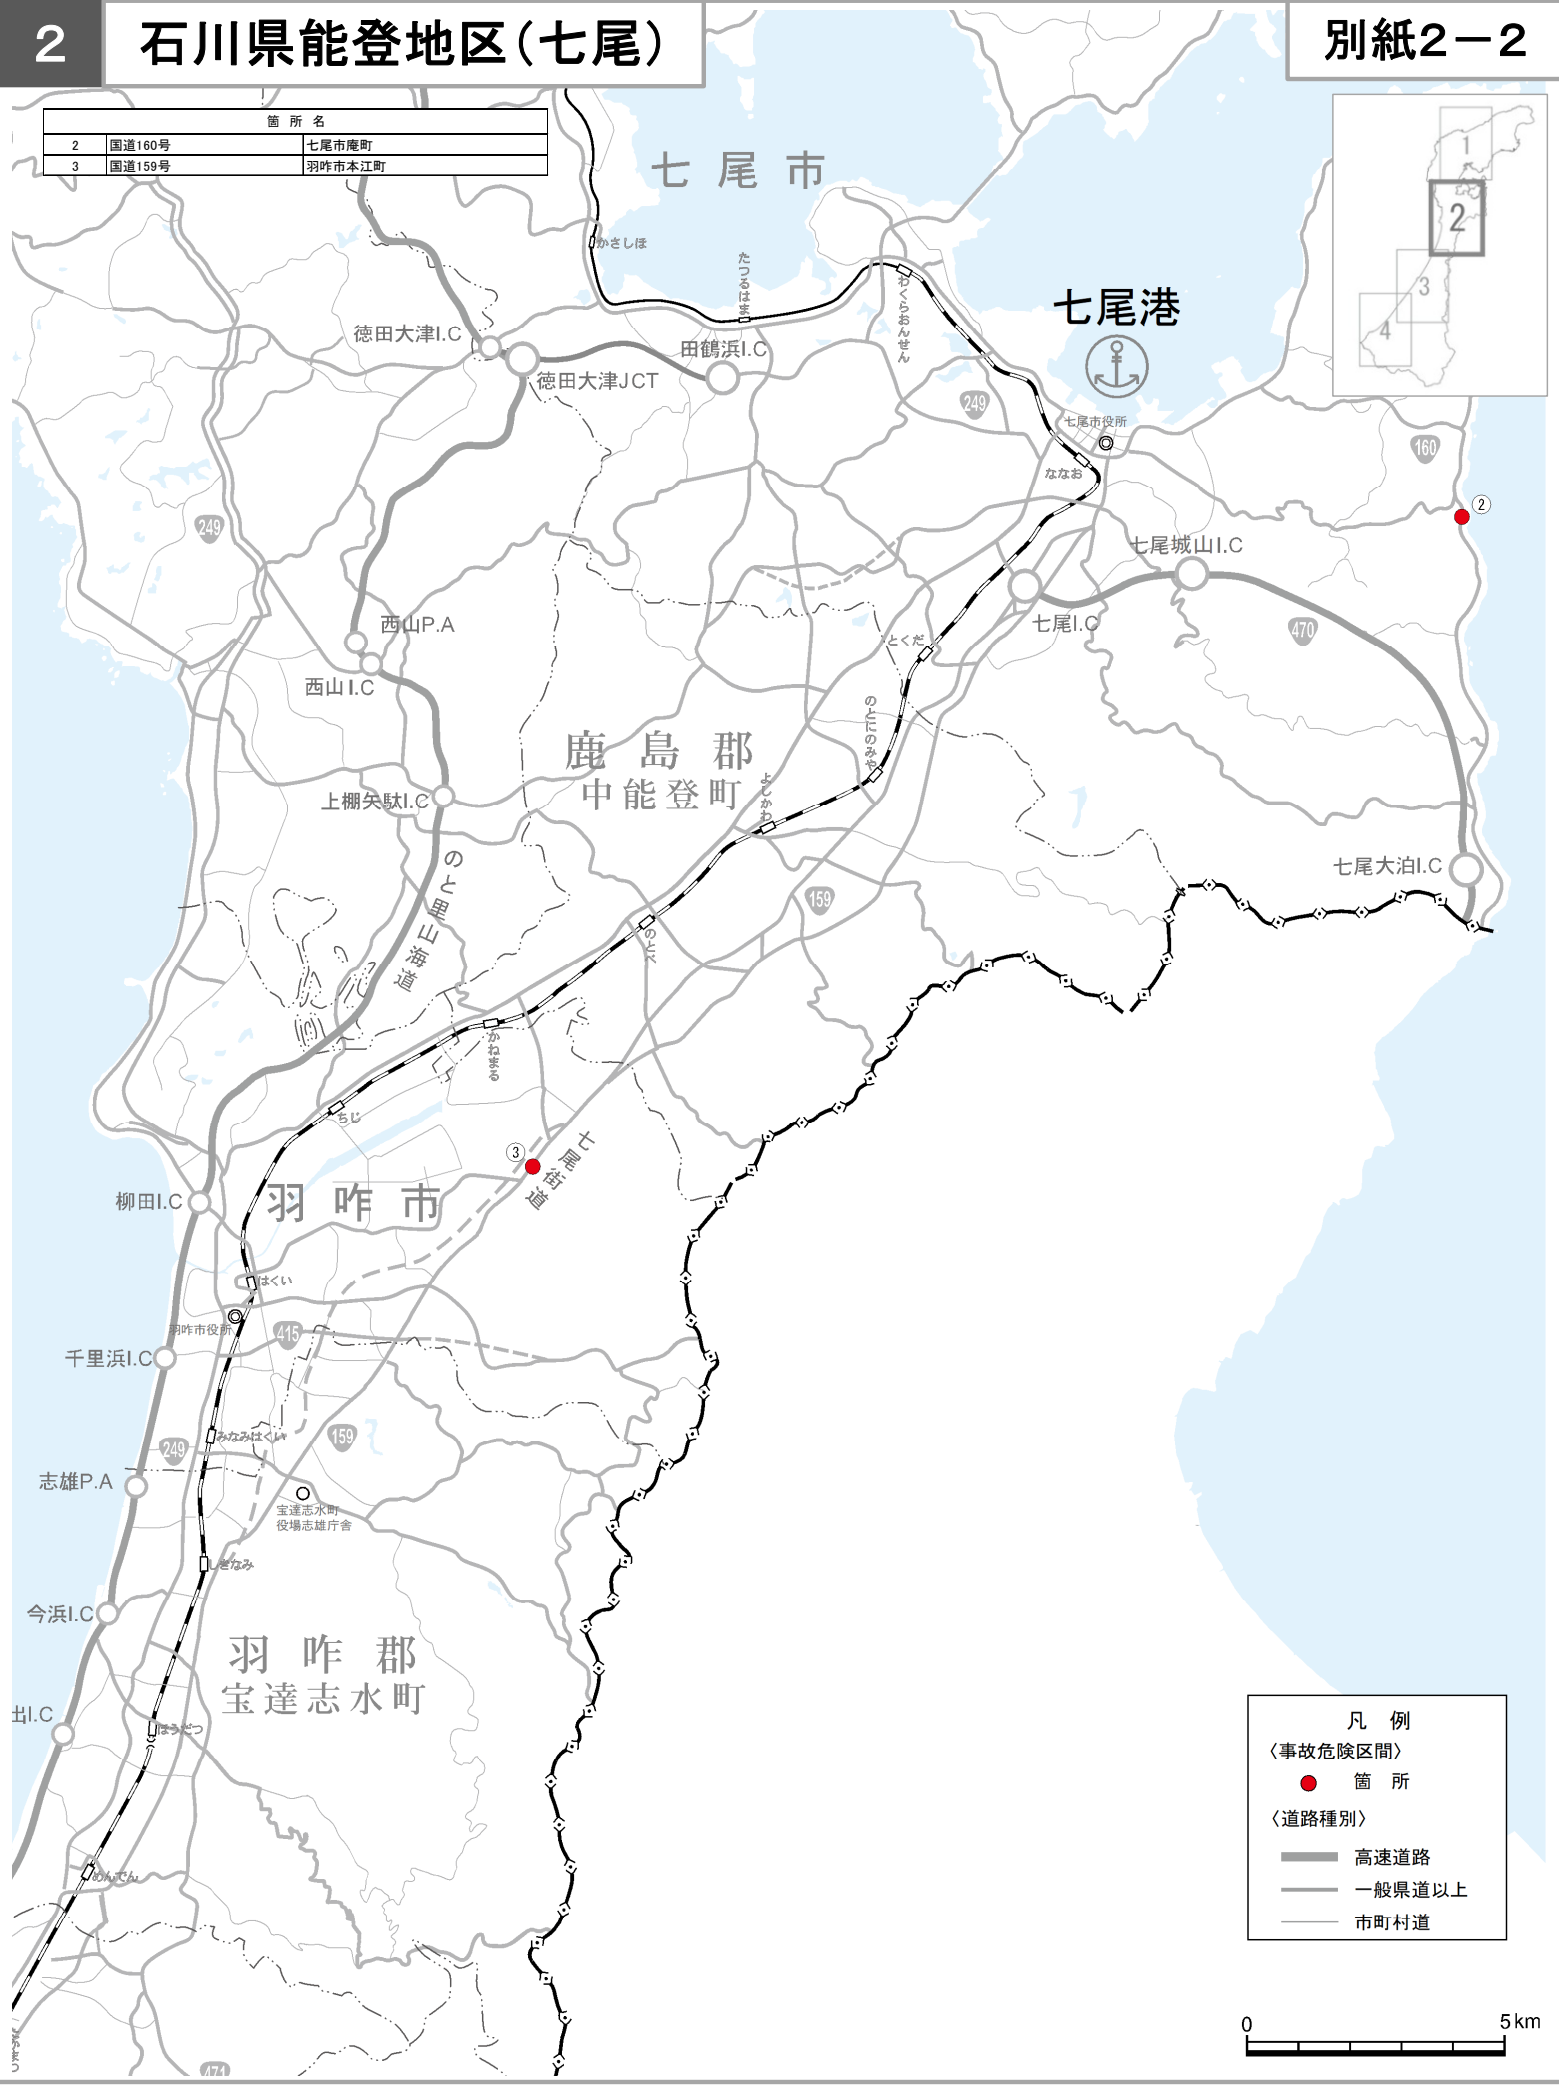 2
石川県能登地区(七尾)
別紙2-2
箇 所 名
2 国道160号 七尾市庵町
3 国道159号 羽咋市本江町
1
2
3
4
七 尾 市
かさしほ
たつるはま
わくらおんせん
七尾港
徳田大津I.C
徳田大津JCT
田鶴浜I.C
249
七尾市役所
160
ななお
2
249
七尾城山I.C
西山P.A
七尾I.C
470
とくだ
西山I.C
のとにのみや
鹿 島 郡
中能登町
よしかわ
上棚矢駄I.C
のと里山海道
七尾大泊I.C
159
のとべ
かねまる
ちじ
3
七尾街道
柳田I.C
羽 咋 市
はくい
羽咋市役所
415
千里浜I.C
みなみはくい
249
159
志雄P.A
宝達志水町
役場志雄庁舎
しきなみ
今浜I.C
羽 咋 郡
宝達志水町
出I.C
ほうだつ
めんでん
471
凡 例
〈事故危険区間〉
箇 所
〈道路種別〉
高速道路
一般県道以上
市町村道
0
5km